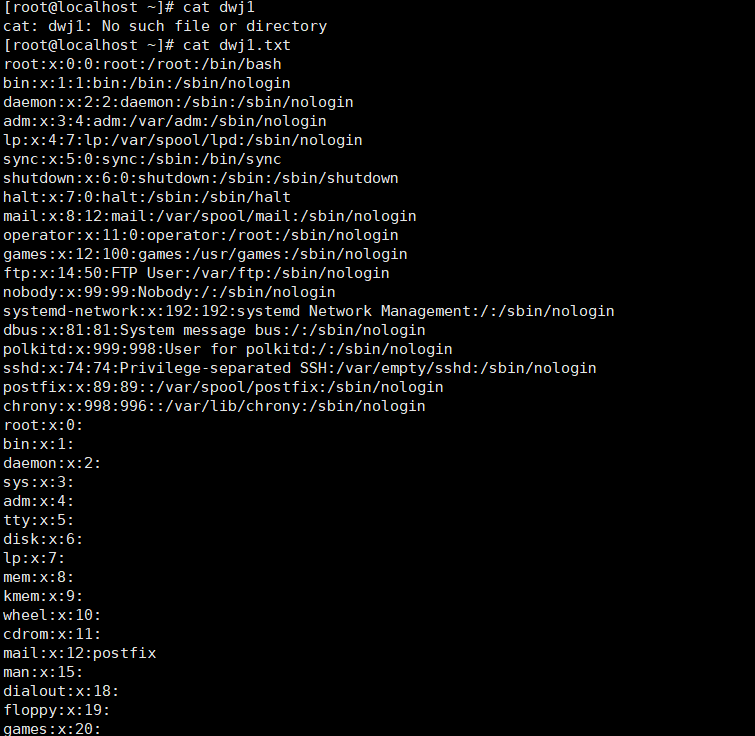 [root@localhost ~]# cat dwj1
cat: dwj1: No such file or directory
[root@localhost ~]# cat dwj1.txt
root:x:0:0:root:/root:/bin/bash
bin:x:1:1:bin:/bin:/sbin/nologin
daemon:x:2:2:daemon:/sbin:/sbin/nologin
adm:x:3:4:adm:/var/adm:/sbin/nologin
lp:x:4:7:lp:/var/spool/lpd:/sbin/nologin
sync:x:5:0:sync:/sbin:/bin/sync
shutdown:x:6:0:shutdown:/sbin:/sbin/shutdown
halt:x:7:0:halt:/sbin:/sbin/halt
mail:x:8:12:mail:/var/spool/mail:/sbin/nologin
operator:x:11:0:operator:/root:/sbin/nologin
games:x:12:100:games:/usr/games:/sbin/nologin
ftp:x:14:50:FTP User:/var/ftp:/sbin/nologin
nobody:x:99:99:Nobody:/:/sbin/nologin
systemd-network:x:192:192:systemd Network Management:/:/sbin/nologin
dbus:x:81:81:System message bus:/:/sbin/nologin
polkitd:x:999:998:User for polkitd:/:/sbin/nologin
sshd:x:74:74:Privilege-separated SSH:/var/empty/sshd:/sbin/nologin
postfix:x:89:89::/var/spool/postfix:/sbin/nologin
chrony:x:998:996::/var/lib/chrony:/sbin/nologin
root:x:0:
bin:x:1:
daemon:x:2:
sys:x:3:
adm:x:4:
tty:x:5:
disk:x:6:
lp:x:7:
mem:x:8:
kmem:x:9:
wheel:x:10:
cdrom:x:11:
mail:x:12:postfix
man:x:15:
dialout:x:18:
floppy:x:19:
games:x:20: